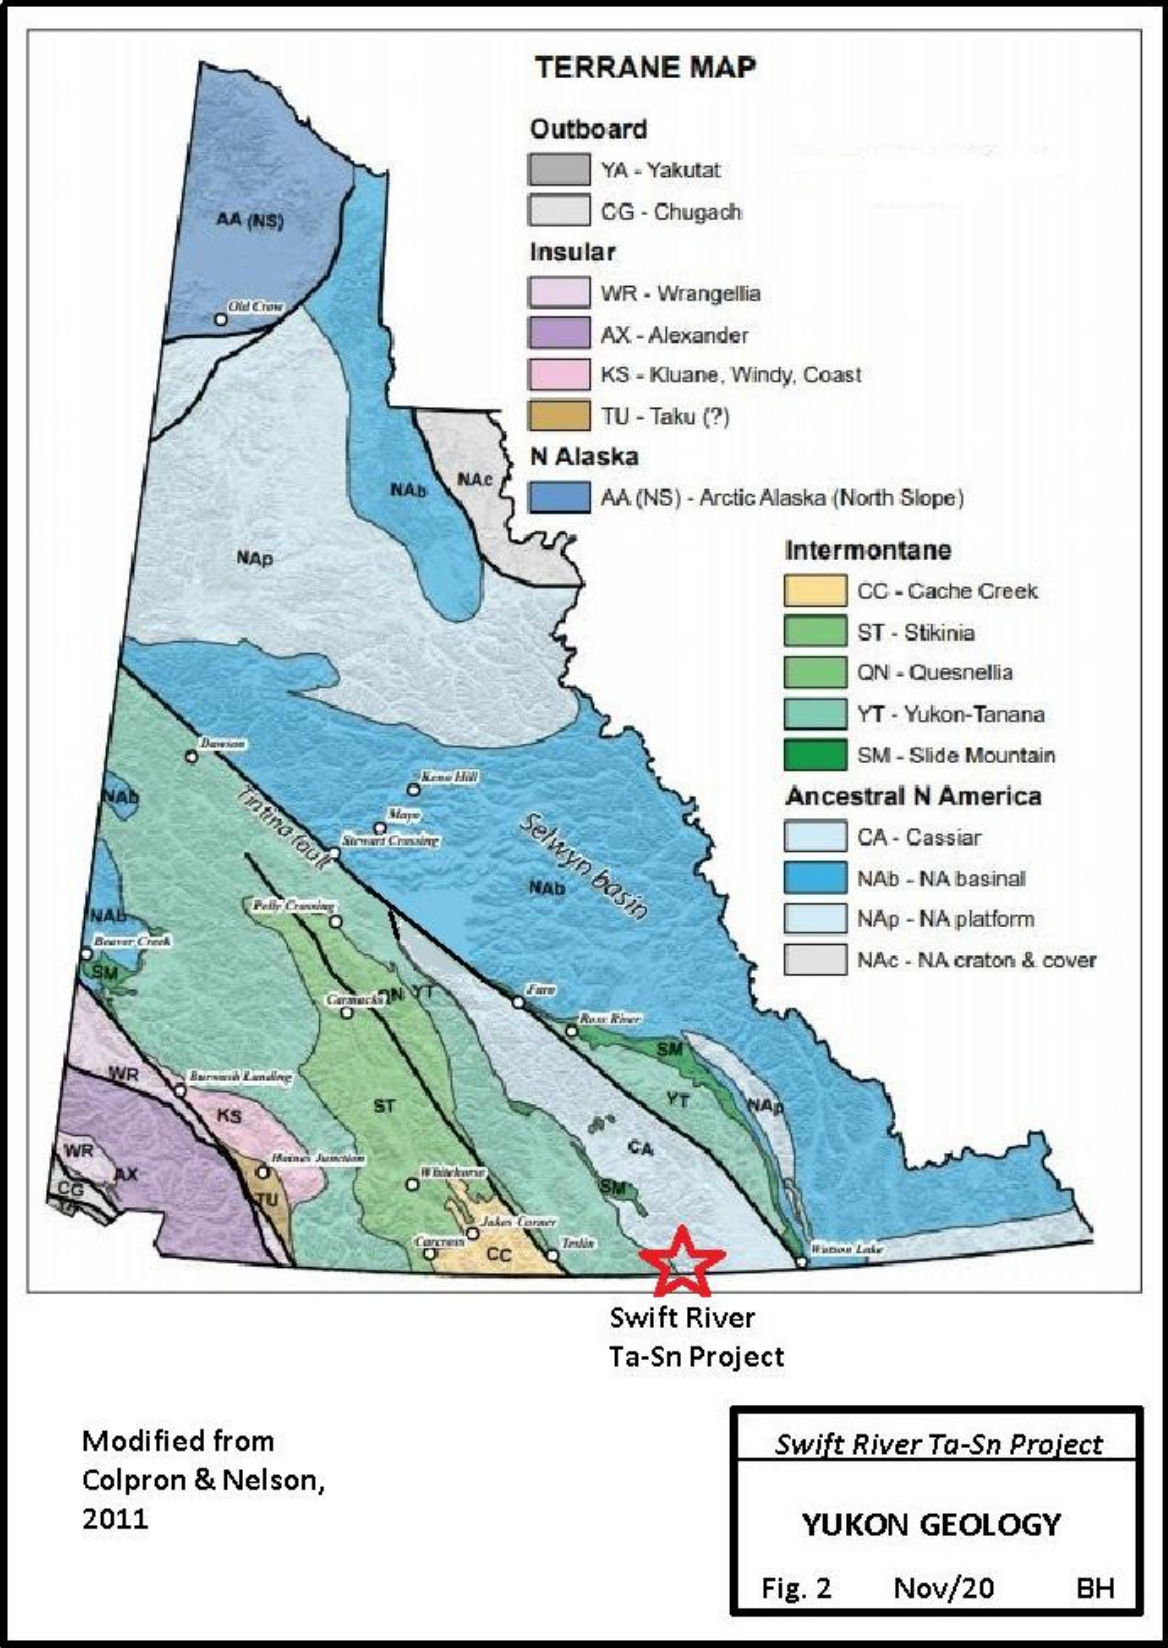 TERRANE MAP
Outboard
YA - Yakutat
CG - Chugach
Insular
WR - Wrangellia
AX - Alexander
KS - Kluane, Windy, Coast
TU - Taku (?)
N Alaska
AA (NS) - Arctic Alaska (North Slope)
Intermontane
CC - Cache Creek
ST - Stikinia
QN - Quesnellia
YT - Yukon-Tanana
SM - Slide Mountain
Ancestral N America
CA - Cassiar
NAb - NA basinal
NAp - NA platform
NAc - NA craton & cover
AA (NS)
Old Crow
NAb
NAc
NAp
Dawson
Keno Hill
NAb
Mayo
Tintina fault
Stewart Crossing
Selwyn basin
NAb
Pelly Crossing
NAb
Beaver Creek
SM
Faro
QN
YT
Carmacks
Ross River
SM
WR
Burwash Landing
YT
NAp
KS
ST
CA
WR
Haines Junction
AX
Whitehorse
CG
TU
SM
Jakes Corner
Carcross
CC
Teslin
Watson Lake
Swift River
Ta-Sn Project
Modified from
Colpron & Nelson,
2011
Swift River Ta-Sn Project
YUKON GEOLOGY
Fig. 2 Nov/20 BH